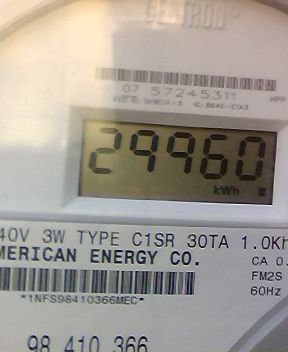 CENTRON®
07 57245311
29960
kWh
40V 3W TYPE C1SR 30TA 1.0Kh
MERICAN ENERGY CO.
CA 0.
FM2S
60Hz
*1NFS98410366MEC*
98 410 366